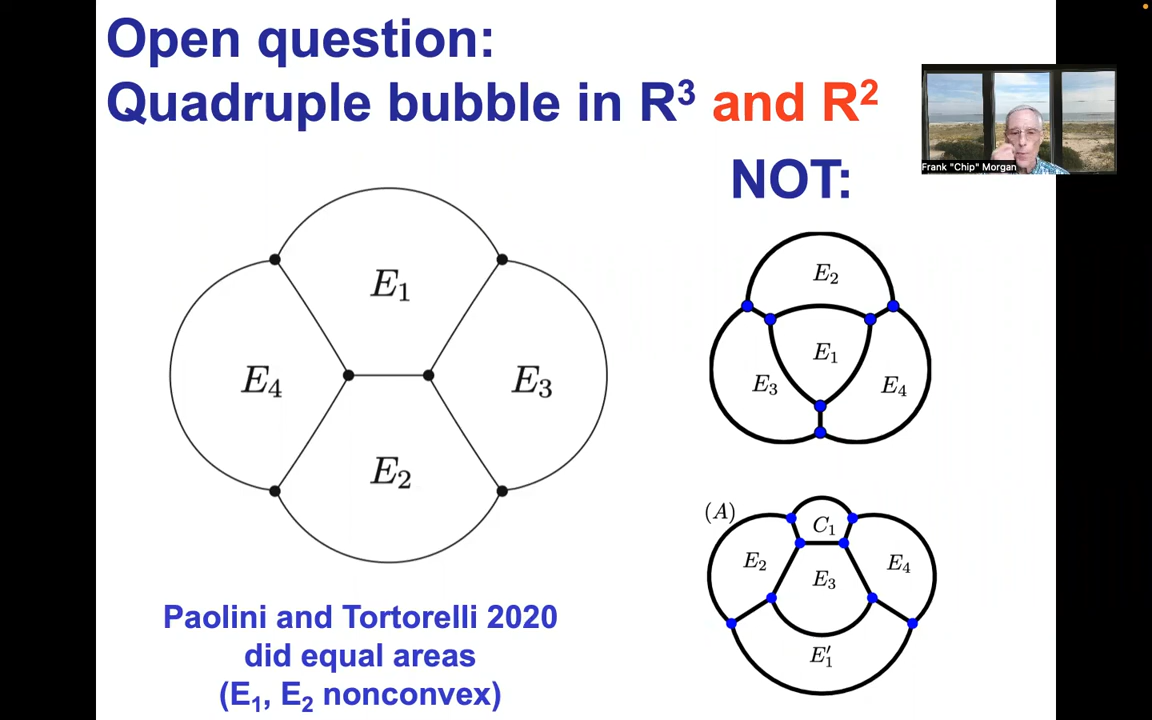 Open question:
Quadruple bubble in R³ and R²
Frank "Chip" Morgan
NOT:
E₁
E₄
E₃
E₂
Paolini and Tortorelli 2020
did equal areas
(E₁, E₂ nonconvex)
E₂
E₁
E₃
E₄
(A)
C₁
E₂
E₃
E₄
E₁′